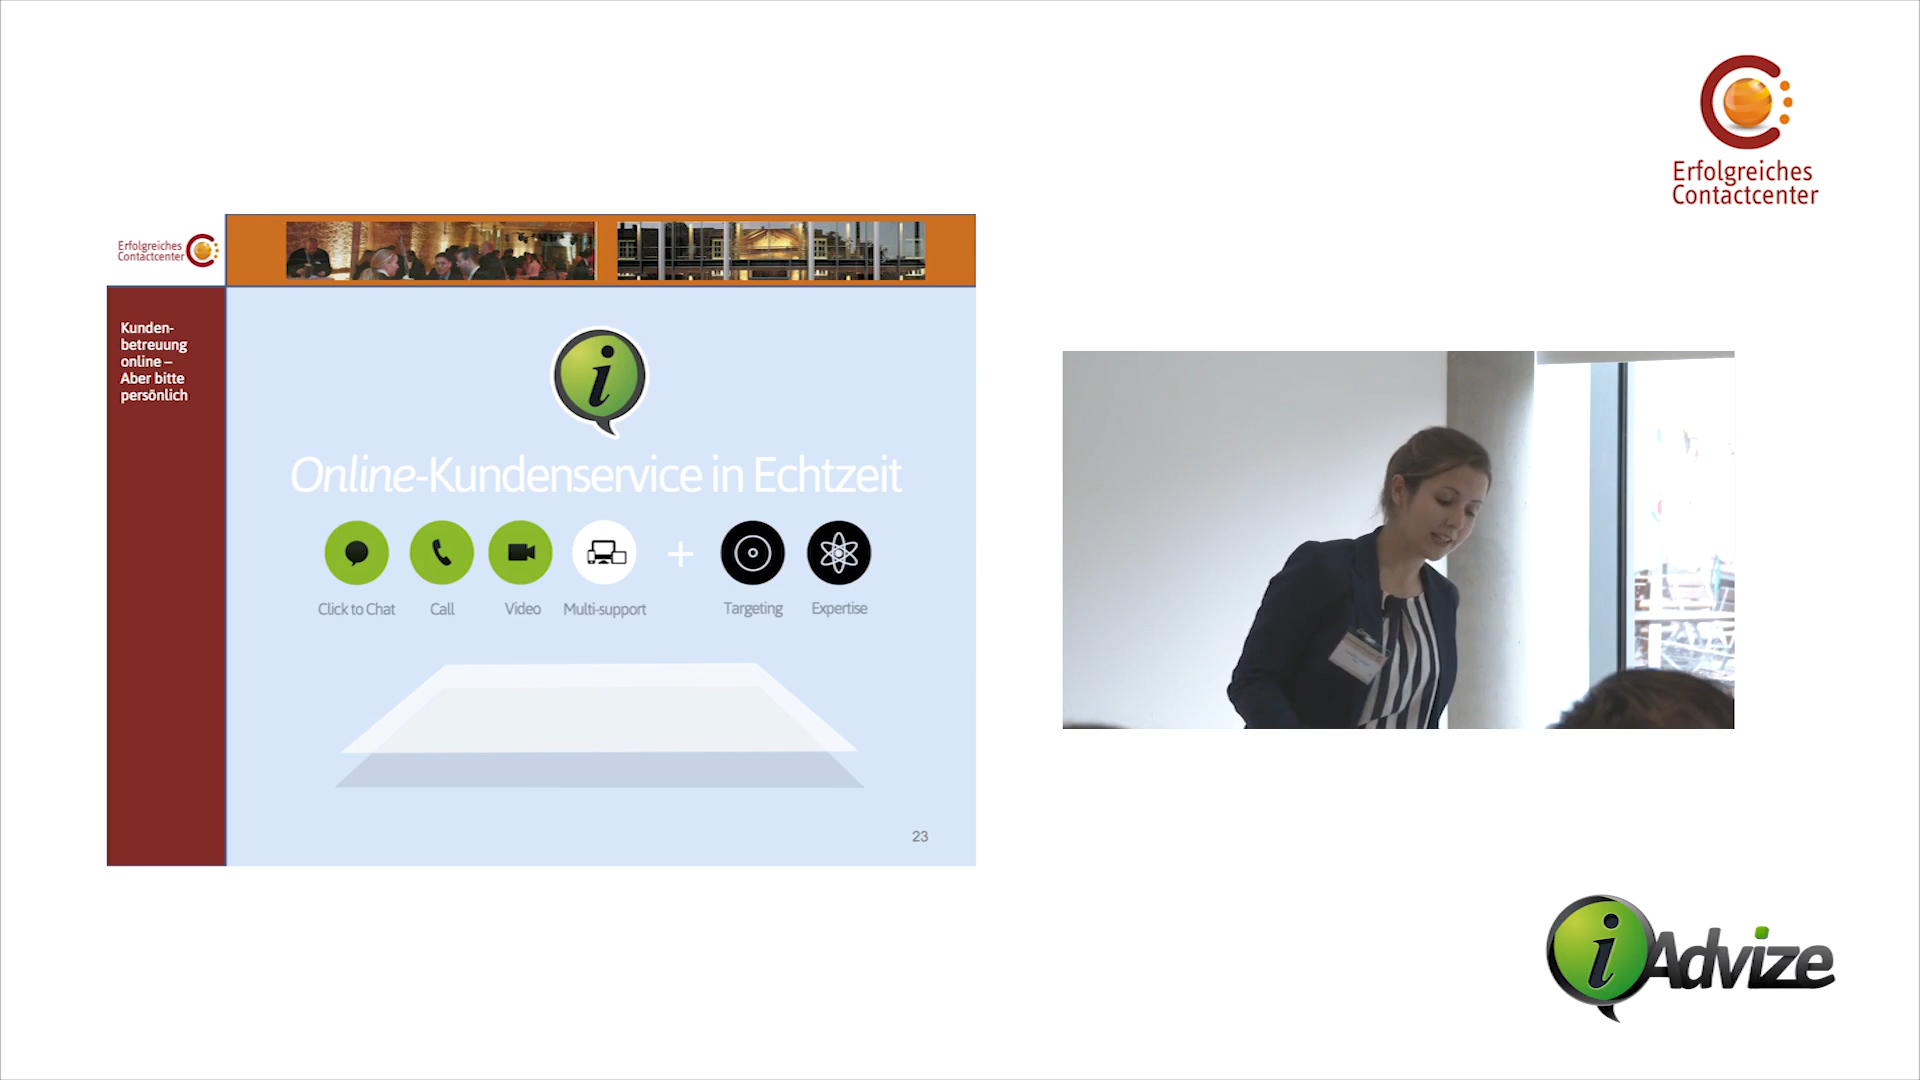 Erfolgreiches
Contactcenter
Erfolgreiches
Contactcenter
Kunden-
betreuung
online –
Aber bitte
persönlich
i
Online-Kundenservice in Echtzeit
Click to Chat Call Video Multi-support + Targeting Expertise
23
iAdvize